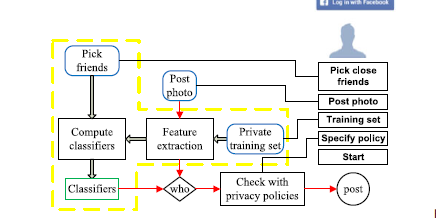 Log in with Facebook
Pick
friends
Post
photo
Pick close
friends
Post photo
Training set
Specify policy
Start
Compute
classifiers
Feature
extraction
Private
training set
Classifiers
who
Check with
privacy policies
post